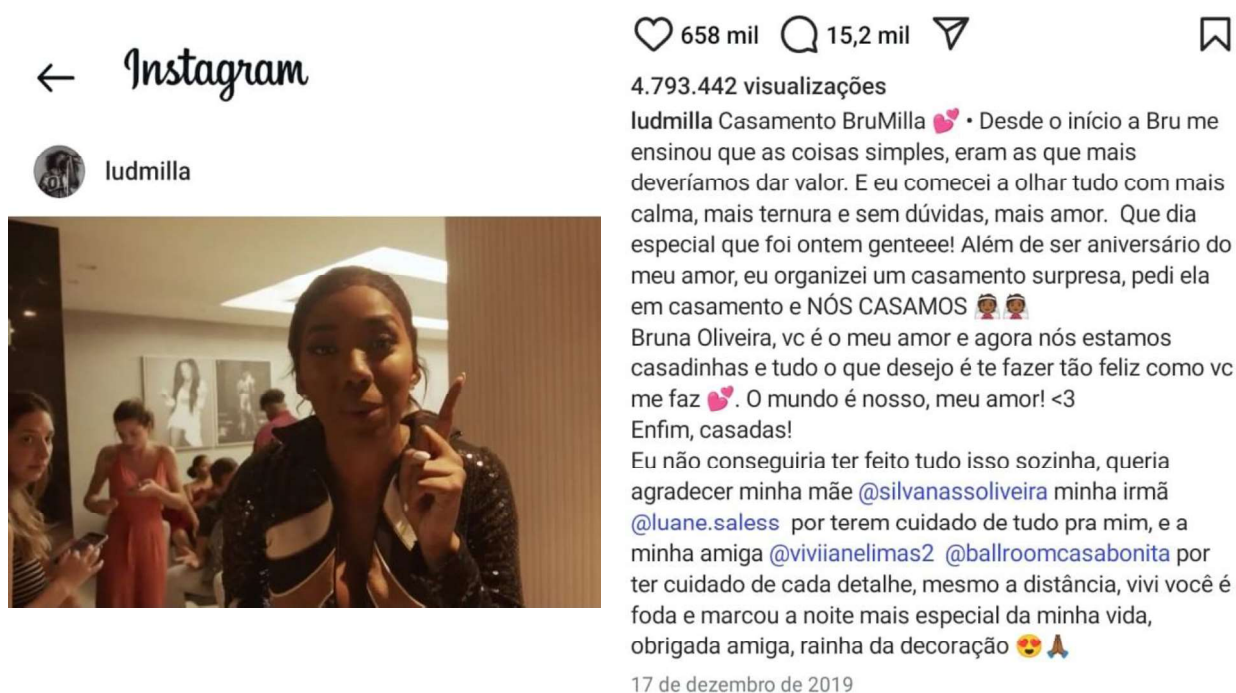 Instagram
ludmilla
658 mil 15,2 mil
4.793.442 visualizações
ludmilla Casamento BruMilla 💕 • Desde o início a Bru me
ensinou que as coisas simples, eram as que mais
deveríamos dar valor. E eu comecei a olhar tudo com mais
calma, mais ternura e sem dúvidas, mais amor. Que dia
especial que foi ontem genteee! Além de ser aniversário do
meu amor, eu organizei um casamento surpresa, pedi ela
em casamento e NÓS CASAMOS 👰🏾👰🏾
Bruna Oliveira, vc é o meu amor e agora nós estamos
casadinhas e tudo o que desejo é te fazer tão feliz como vc
me faz 💕. O mundo é nosso, meu amor! <3
Enfim, casadas!
Eu não conseguiria ter feito tudo isso sozinha, queria
agradecer minha mãe @silvanassoliveira minha irmã
@luane.saless por terem cuidado de tudo pra mim, e a
minha amiga @viviianelimas2 @ballroomcasabonita por
ter cuidado de cada detalhe, mesmo a distância, vivi você é
foda e marcou a noite mais especial da minha vida,
obrigada amiga, rainha da decoração 😍🙏🏾
17 de dezembro de 2019